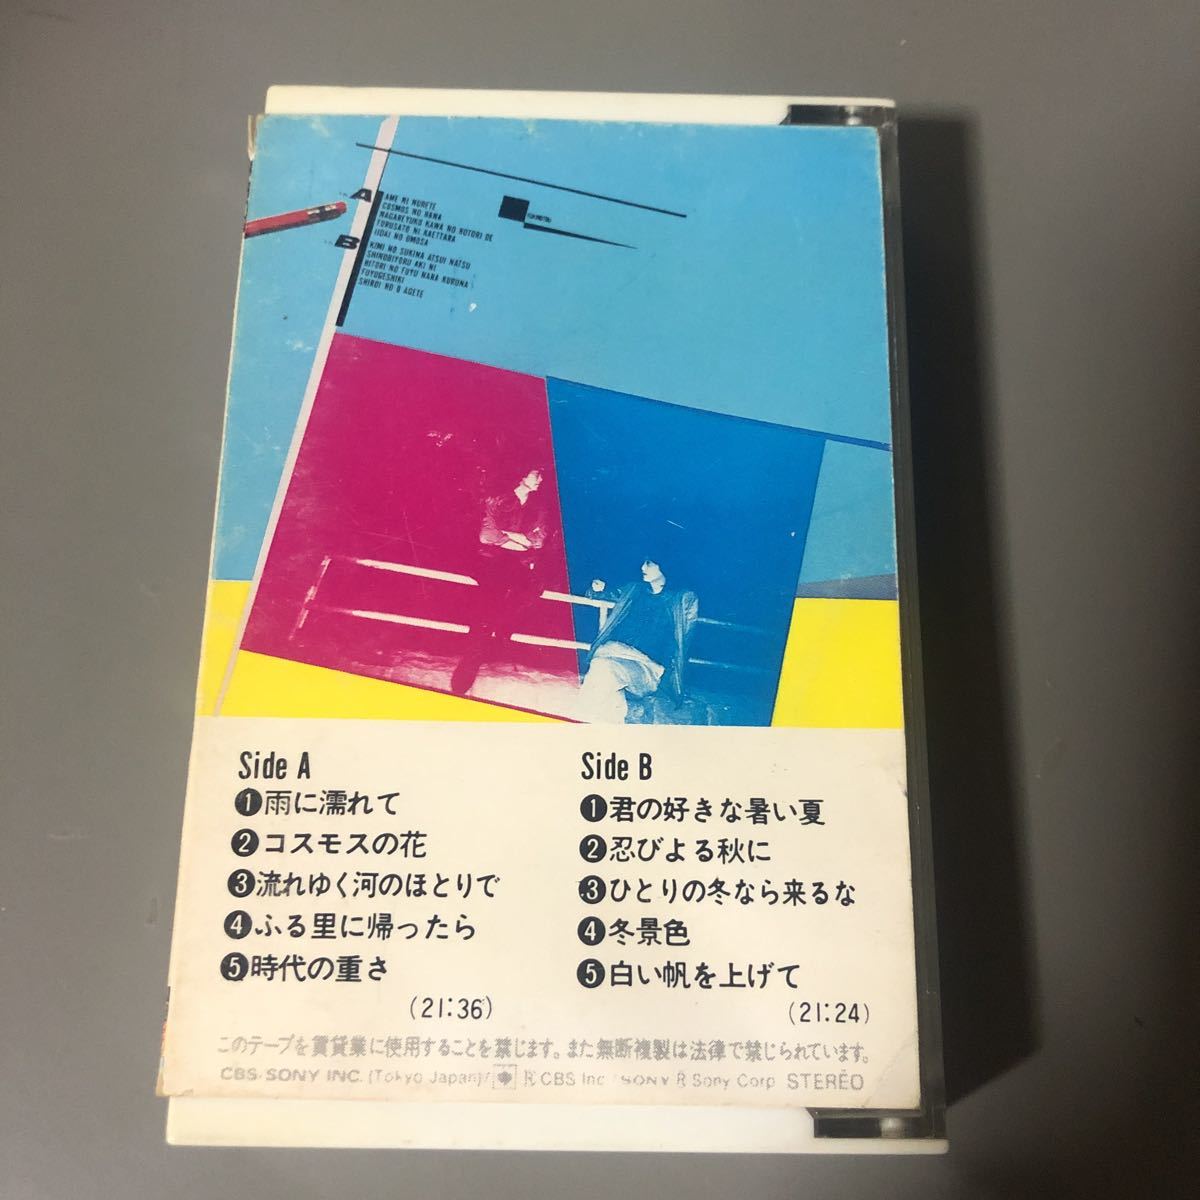 A
AME NI NURETE
COSMOS NO HANA
NAGAREYUKU KAWA NO HOTORI DE
FURUSATO NI KAETTARA
JIDAI NO OMOSA
B
KIMI NO SUKINA ATSUI NATSU
SHINOBIYORU AKI NI
HITORI NO FUYU NARA KURUNA
FUYUGESHIKI
SHIROI HO O AGETE
Side A
❶雨に濡れて
❷コスモスの花
❸流れゆく河のほとりで
❹ふる里に帰ったら
❺時代の重さ
(21:36)
Side B
❶君の好きな暑い夏
❷忍びよる秋に
❸ひとりの冬なら来るな
❹冬景色
❺白い帆を上げて
(21:24)
このテープを賃貸業に使用することを禁じます。また無断複製は法律で禁じられています。
CBS・SONY INC. (Tokyo Japan)/ R CBS Inc /SONY R Sony Corp STEREO